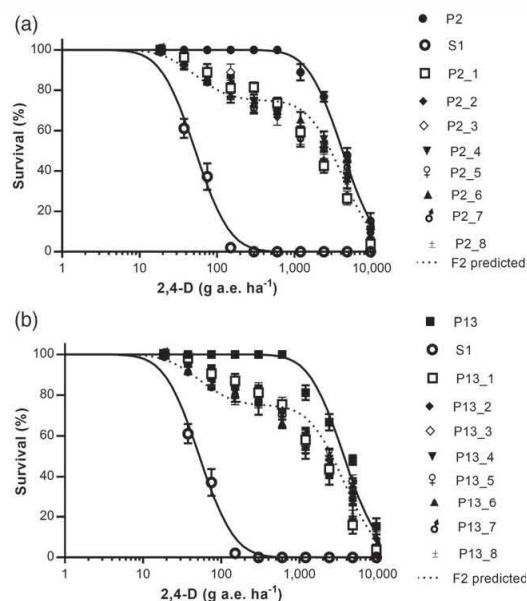 (a)
Survival (%)
100
80
60
40
20
0
1
10
100
1,000
10,000
2,4-D (g a.e. ha⁻¹)
P2
S1
P2_1
P2_2
P2_3
P2_4
P2_5
P2_6
P2_7
P2_8
F2 predicted
(b)
Survival (%)
100
80
60
40
20
0
1
10
100
1,000
10,000
2,4-D (g a.e. ha⁻¹)
P13
S1
P13_1
P13_2
P13_3
P13_4
P13_5
P13_6
P13_7
P13_8
F2 predicted